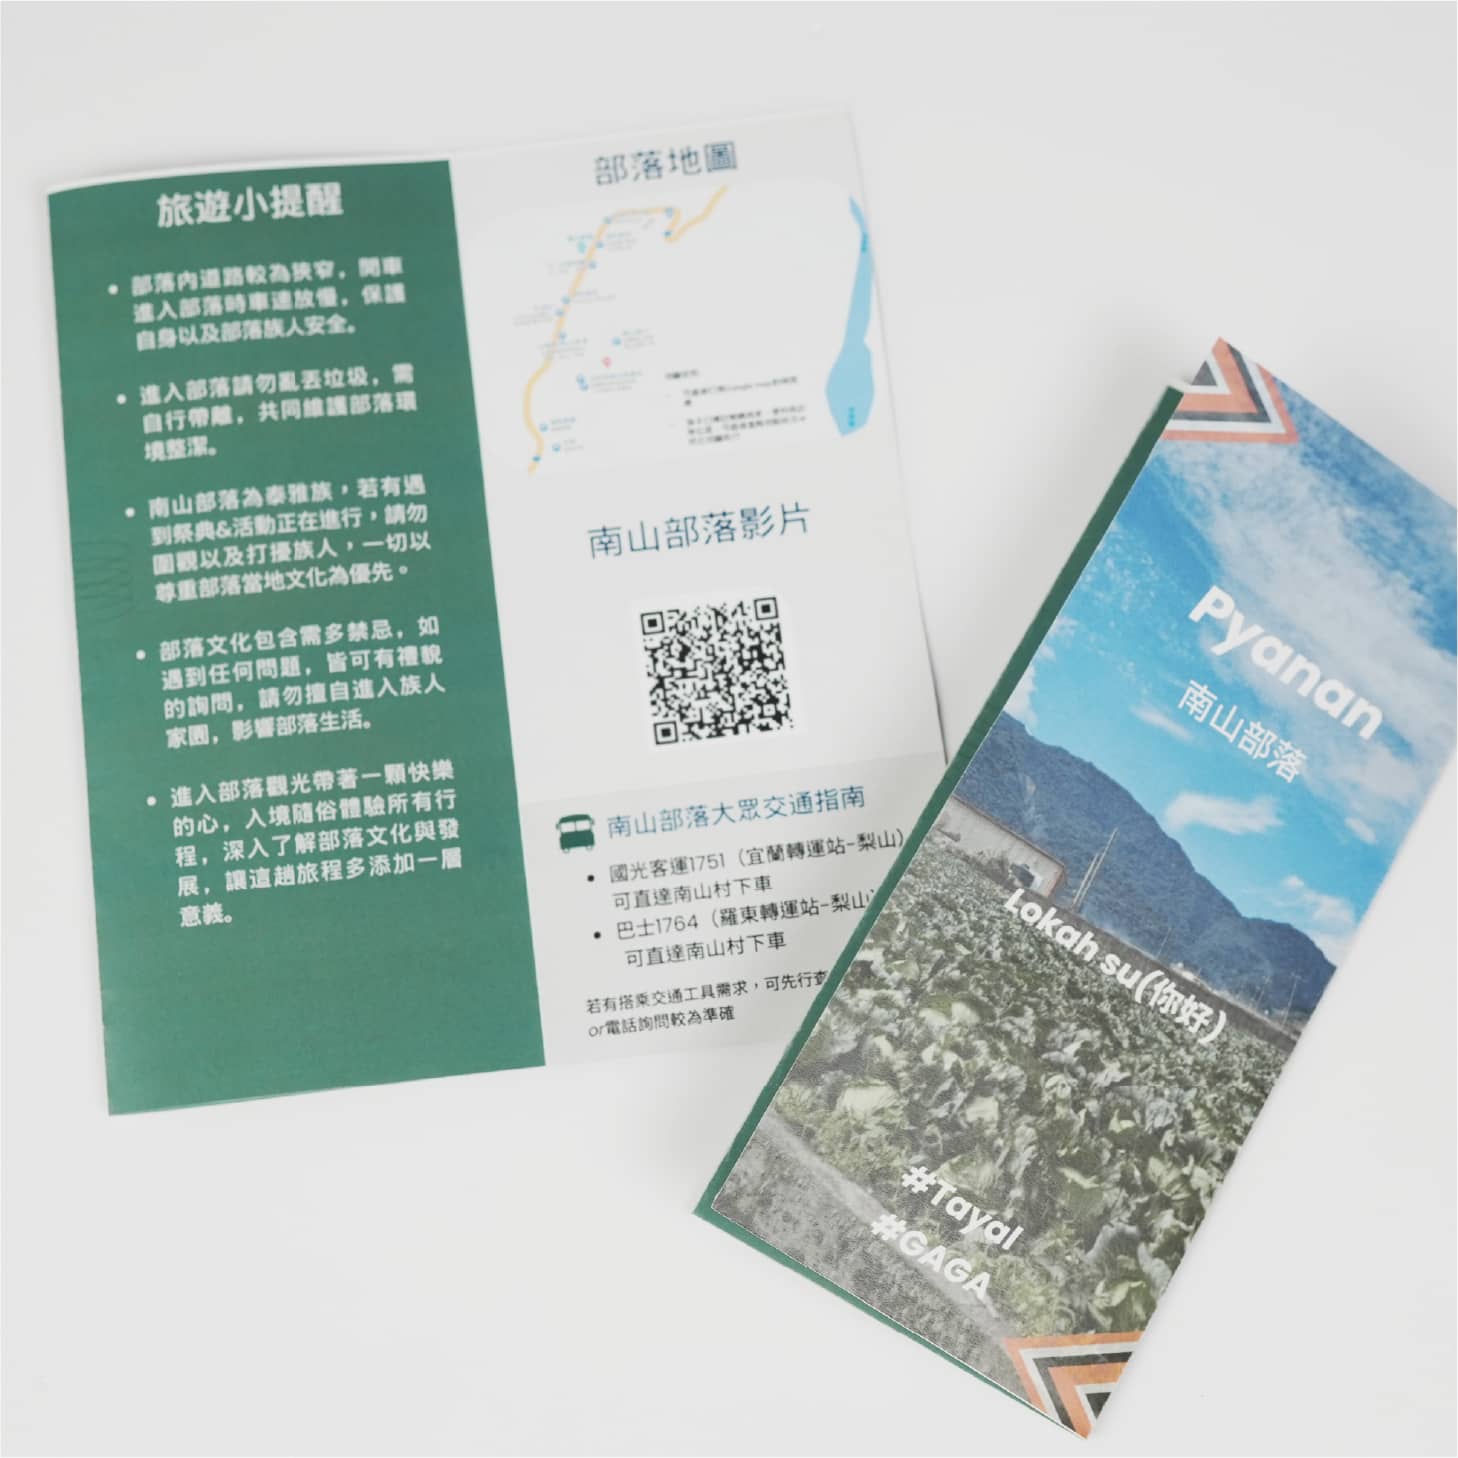 旅遊小提醒
• 部落內道路較為狹窄，開車
進入部落時車速放慢，保護
自身以及部落族人安全。
• 進入部落請勿亂丟垃圾，需
自行帶離，共同維護部落環
境整潔。
• 南山部落為泰雅族，若有遇
到祭典&活動正在進行，請勿
圍觀以及打擾族人，一切以
尊重部落當地文化為優先。
• 部落文化包含需多禁忌，如
遇到任何問題，皆可有禮貌
的詢問，請勿擅自進入族人
家園，影響部落生活。
• 進入部落觀光帶著一顆快樂
的心，入境隨俗體驗所有行
程，深入了解部落文化與發
展，讓這趟旅程多添加一層
意義。
部落地圖
南山部落影片
南山部落大眾交通指南
• 國光客運1751（宜蘭轉運站-梨山）
可直達南山村下車
• 巴士1764（羅東轉運站-梨山）
可直達南山村下車
若有搭乘交通工具需求，可先行查
or電話詢問較為準確
Pyanan
南山部落
Lokah su(你好)
#Tayal
#GAGA